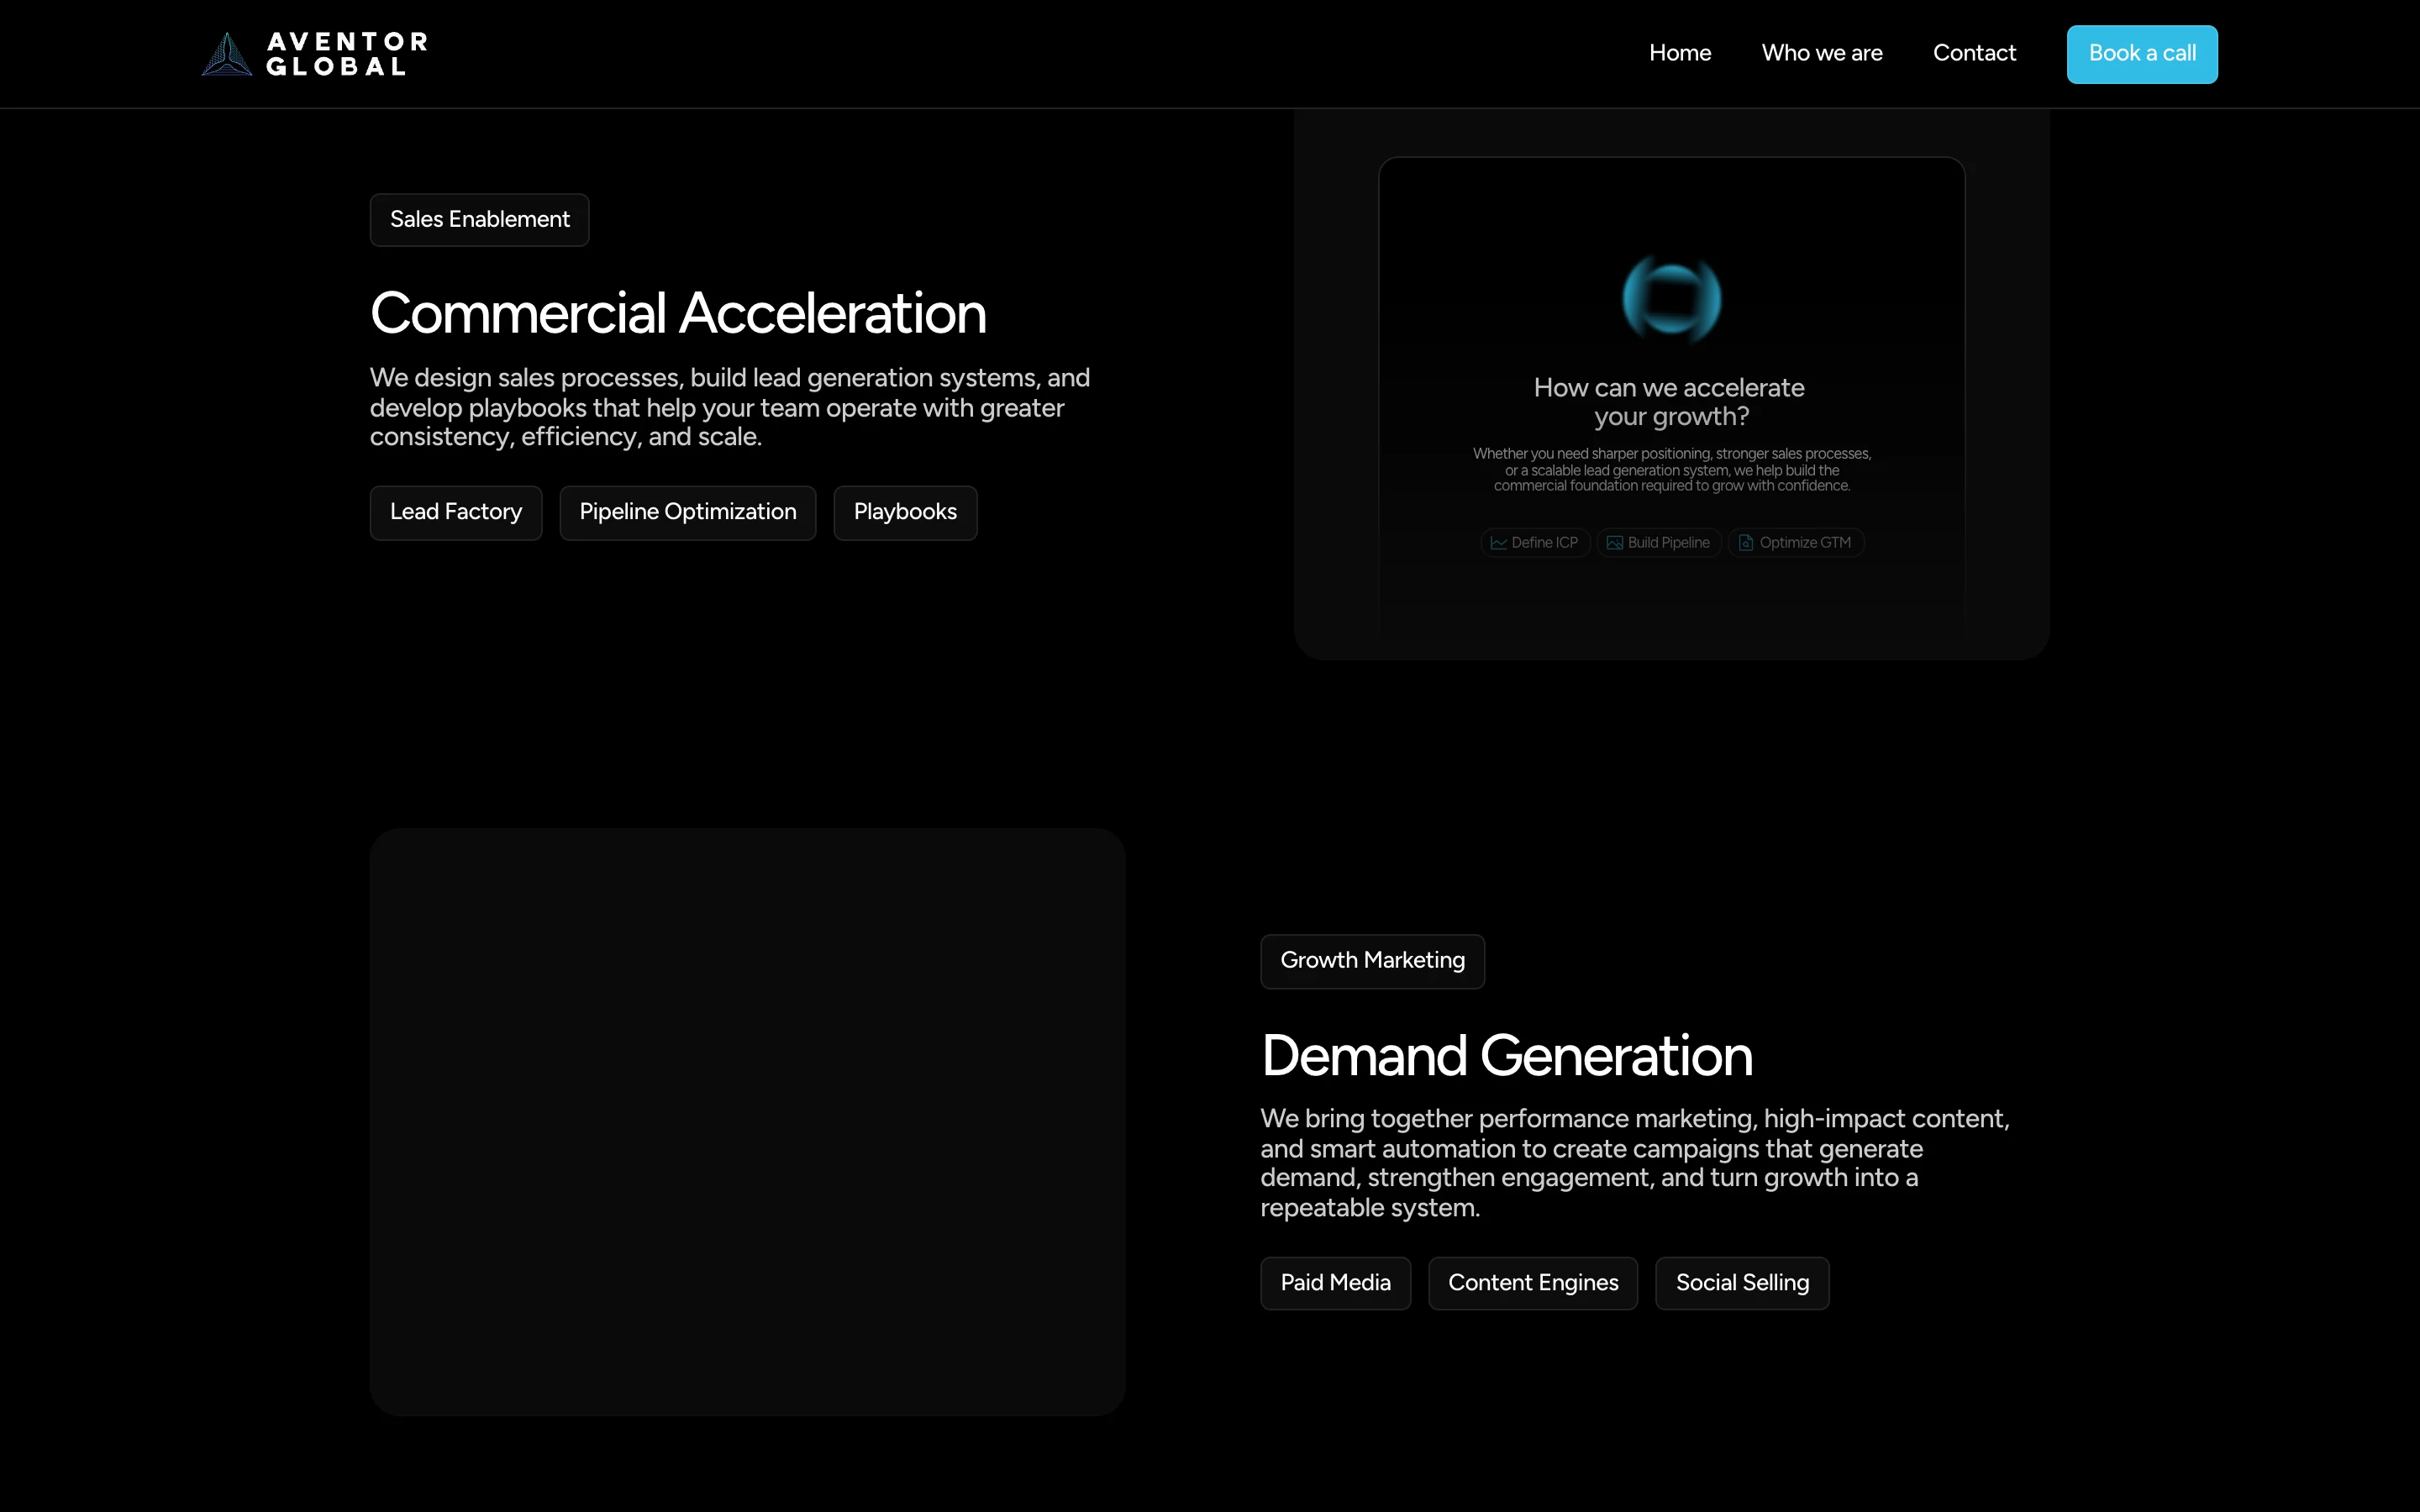 AVENTOR
GLOBAL
Home
Who we are
Contact
Book a call
Sales Enablement
Commercial Acceleration
We design sales processes, build lead generation systems, and
develop playbooks that help your team operate with greater
consistency, efficiency, and scale.
Lead Factory
Pipeline Optimization
Playbooks
How can we accelerate
your growth?
Whether you need sharper positioning, stronger sales processes,
or a scalable lead generation system, we help build the
commercial foundation required to grow with confidence.
Define ICP
Build Pipeline
Optimize GTM
Growth Marketing
Demand Generation
We bring together performance marketing, high-impact content,
and smart automation to create campaigns that generate
demand, strengthen engagement, and turn growth into a
repeatable system.
Paid Media
Content Engines
Social Selling